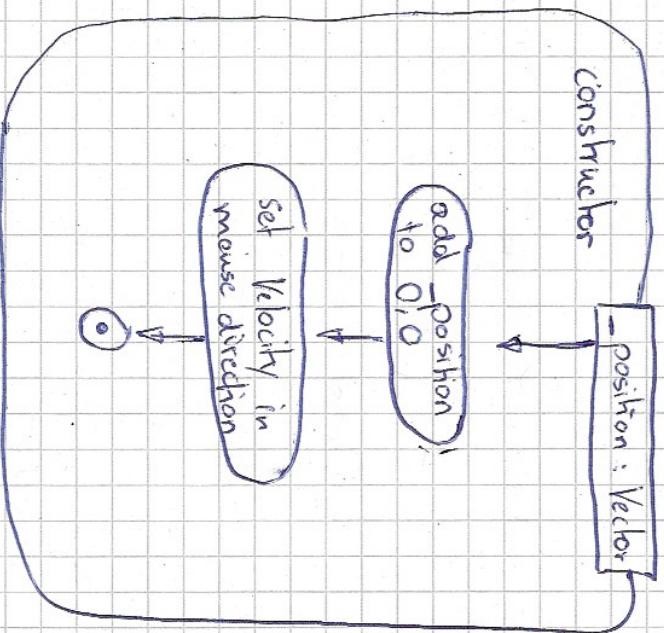 constructor
_position : Vector
add _position
to 0,0
set Velocity in
mouse direction